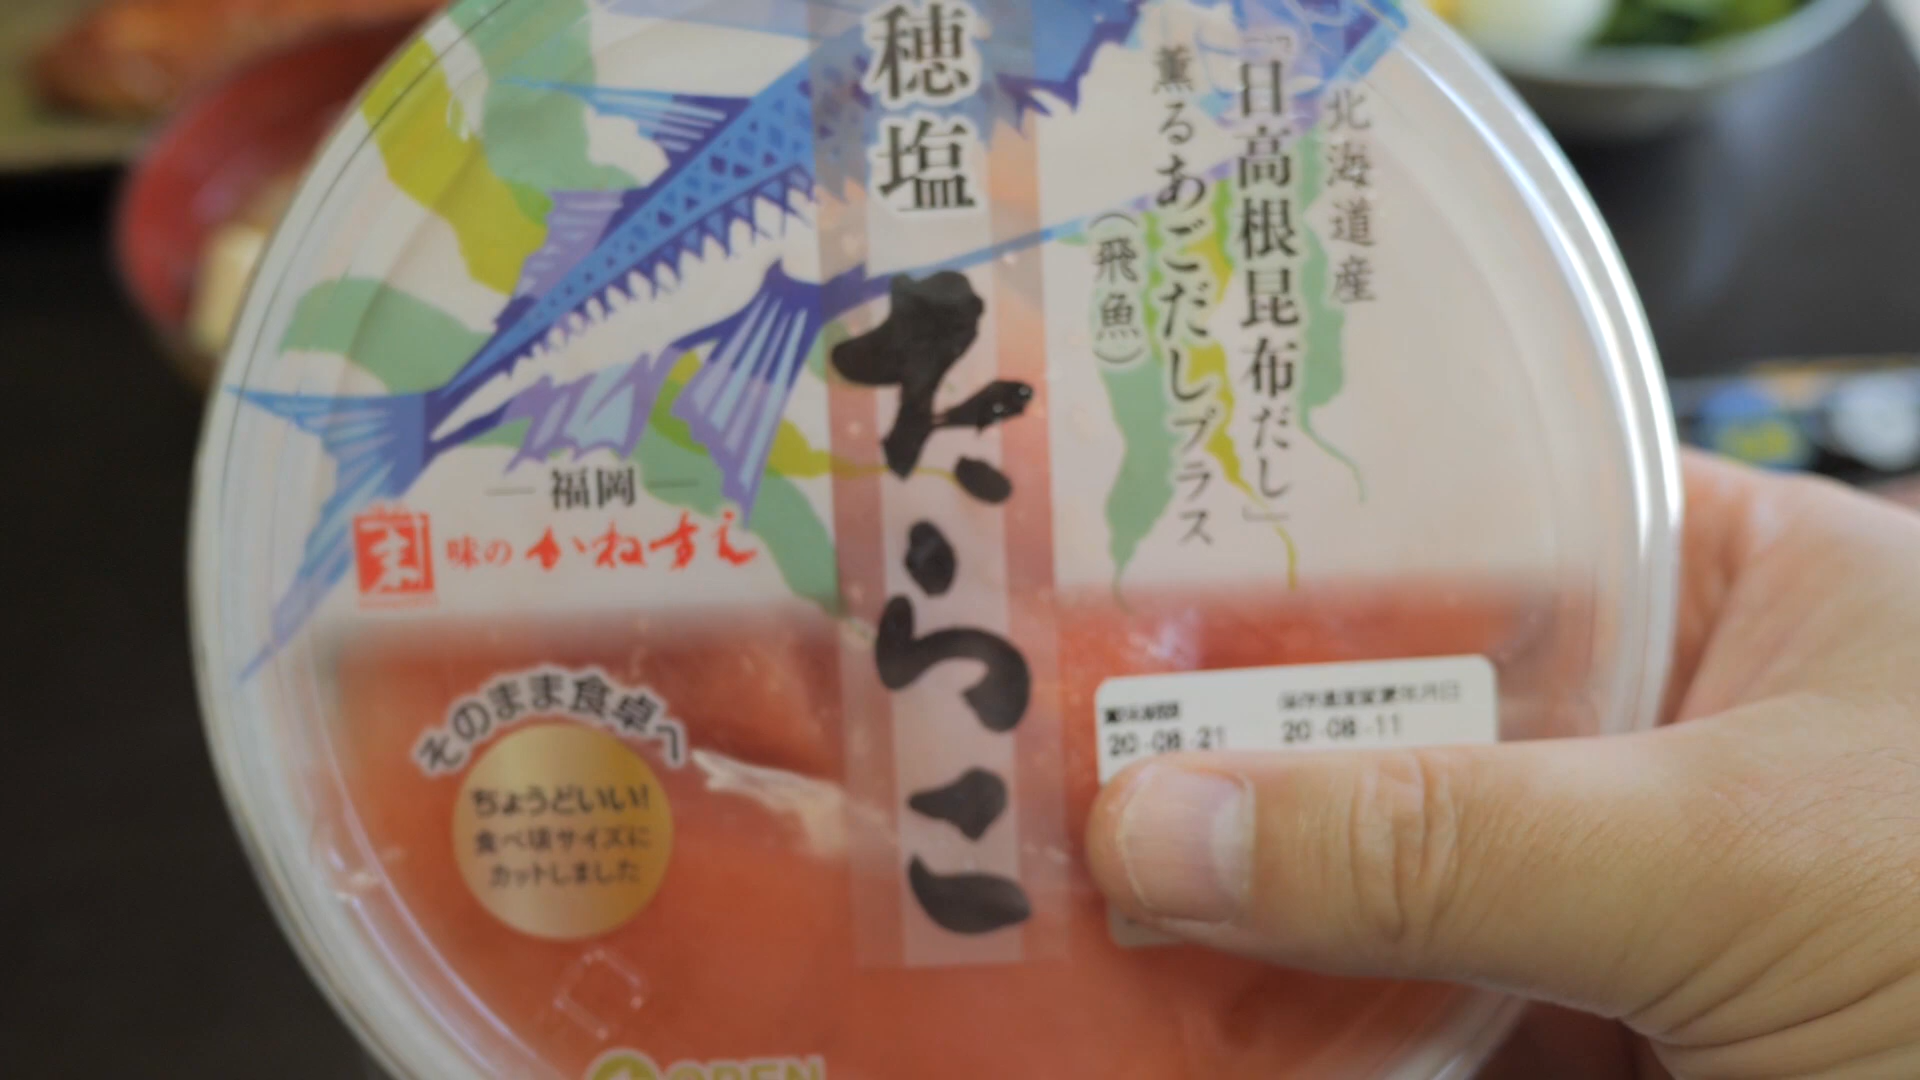 北海道産
「日高根昆布だし」
薫るあごだしプラス
（飛魚）
穂塩
たらこ
福岡
味のかねすえ
そのまま食卓へ
ちょうどいい!
食べ頃サイズに
カットしました
20-08-21
20-08-11
OPEN